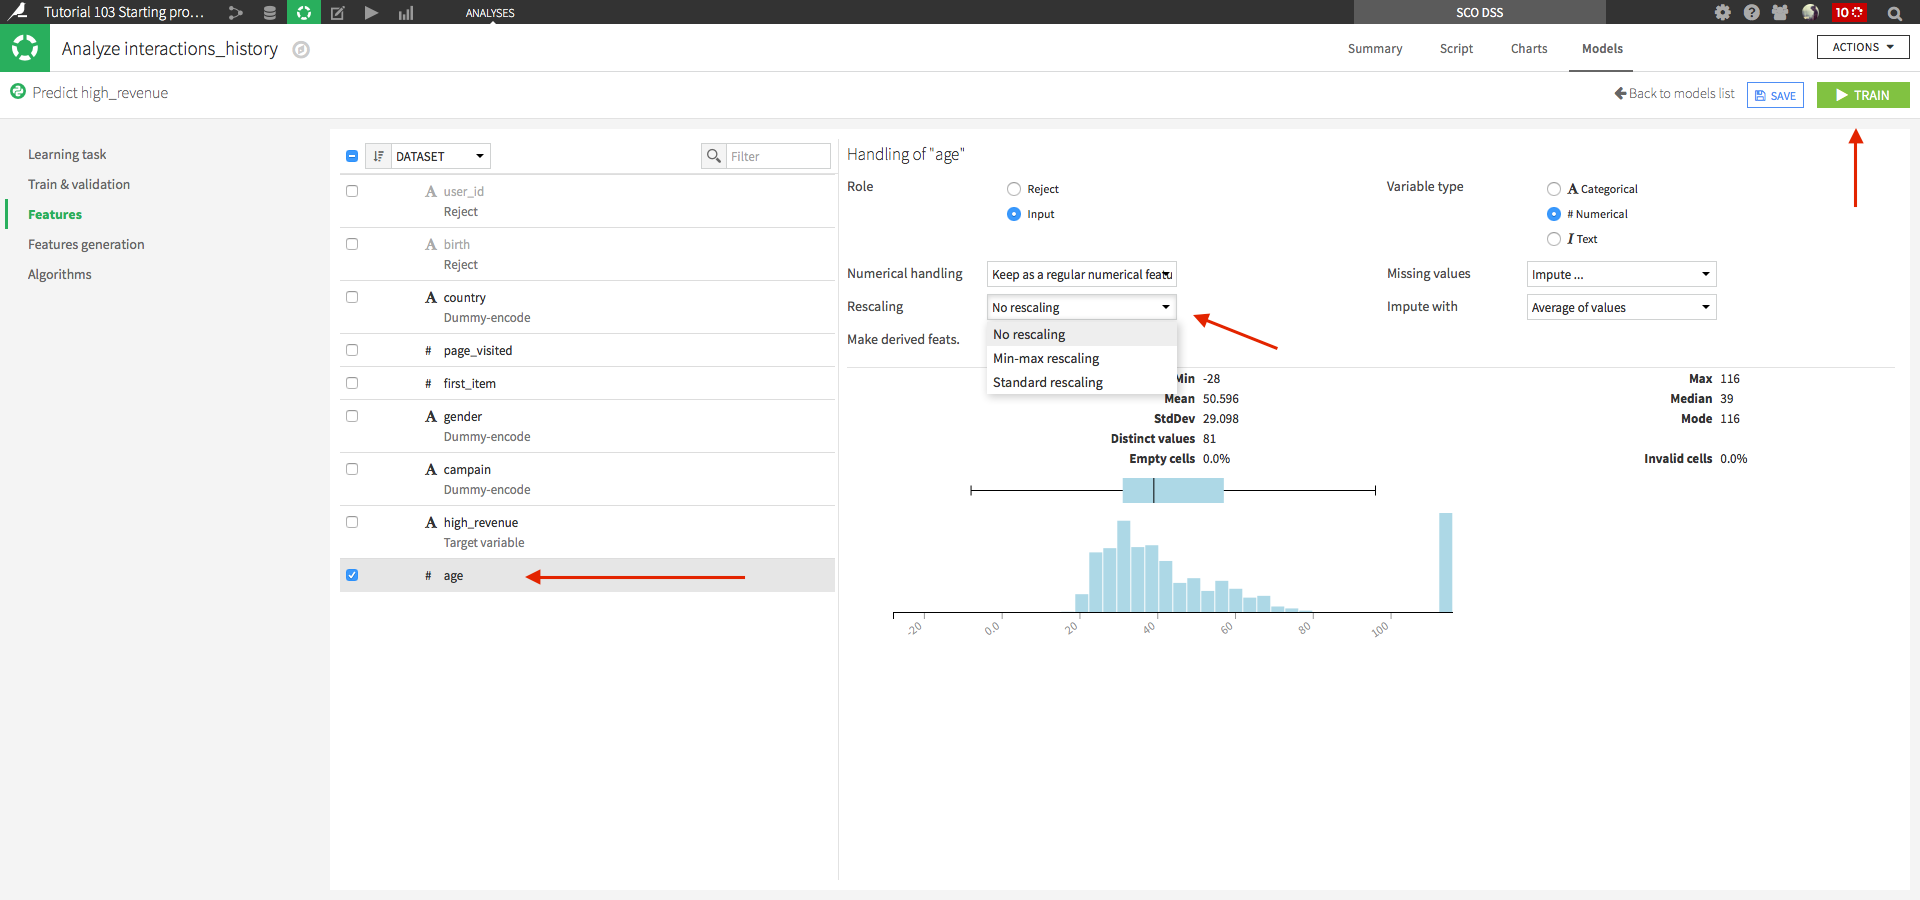 Tutorial 103 Starting pro...
ANALYSES
SCO DSS
10
Analyze interactions_history
Summary
Script
Charts
Models
ACTIONS
Predict high_revenue
Back to models list
SAVE
TRAIN
Learning task
Train & validation
Features
Features generation
Algorithms
DATASET
Filter
A user_id
Reject
A birth
Reject
A country
Dummy-encode
# page_visited
# first_item
A gender
Dummy-encode
A campain
Dummy-encode
A high_revenue
Target variable
# age
Handling of "age"
Role
Reject
Input
Variable type
A Categorical
# Numerical
I Text
Numerical handling
Keep as a regular numerical featu
Missing values
Impute ...
Rescaling
No rescaling
Impute with
Average of values
No rescaling
Min-max rescaling
Standard rescaling
Make derived feats.
Min -28
Max 116
Mean 50.596
Median 39
StdDev 29.098
Mode 116
Distinct values 81
Empty cells 0.0%
Invalid cells 0.0%
-20 0.0 20 40 60 80 100